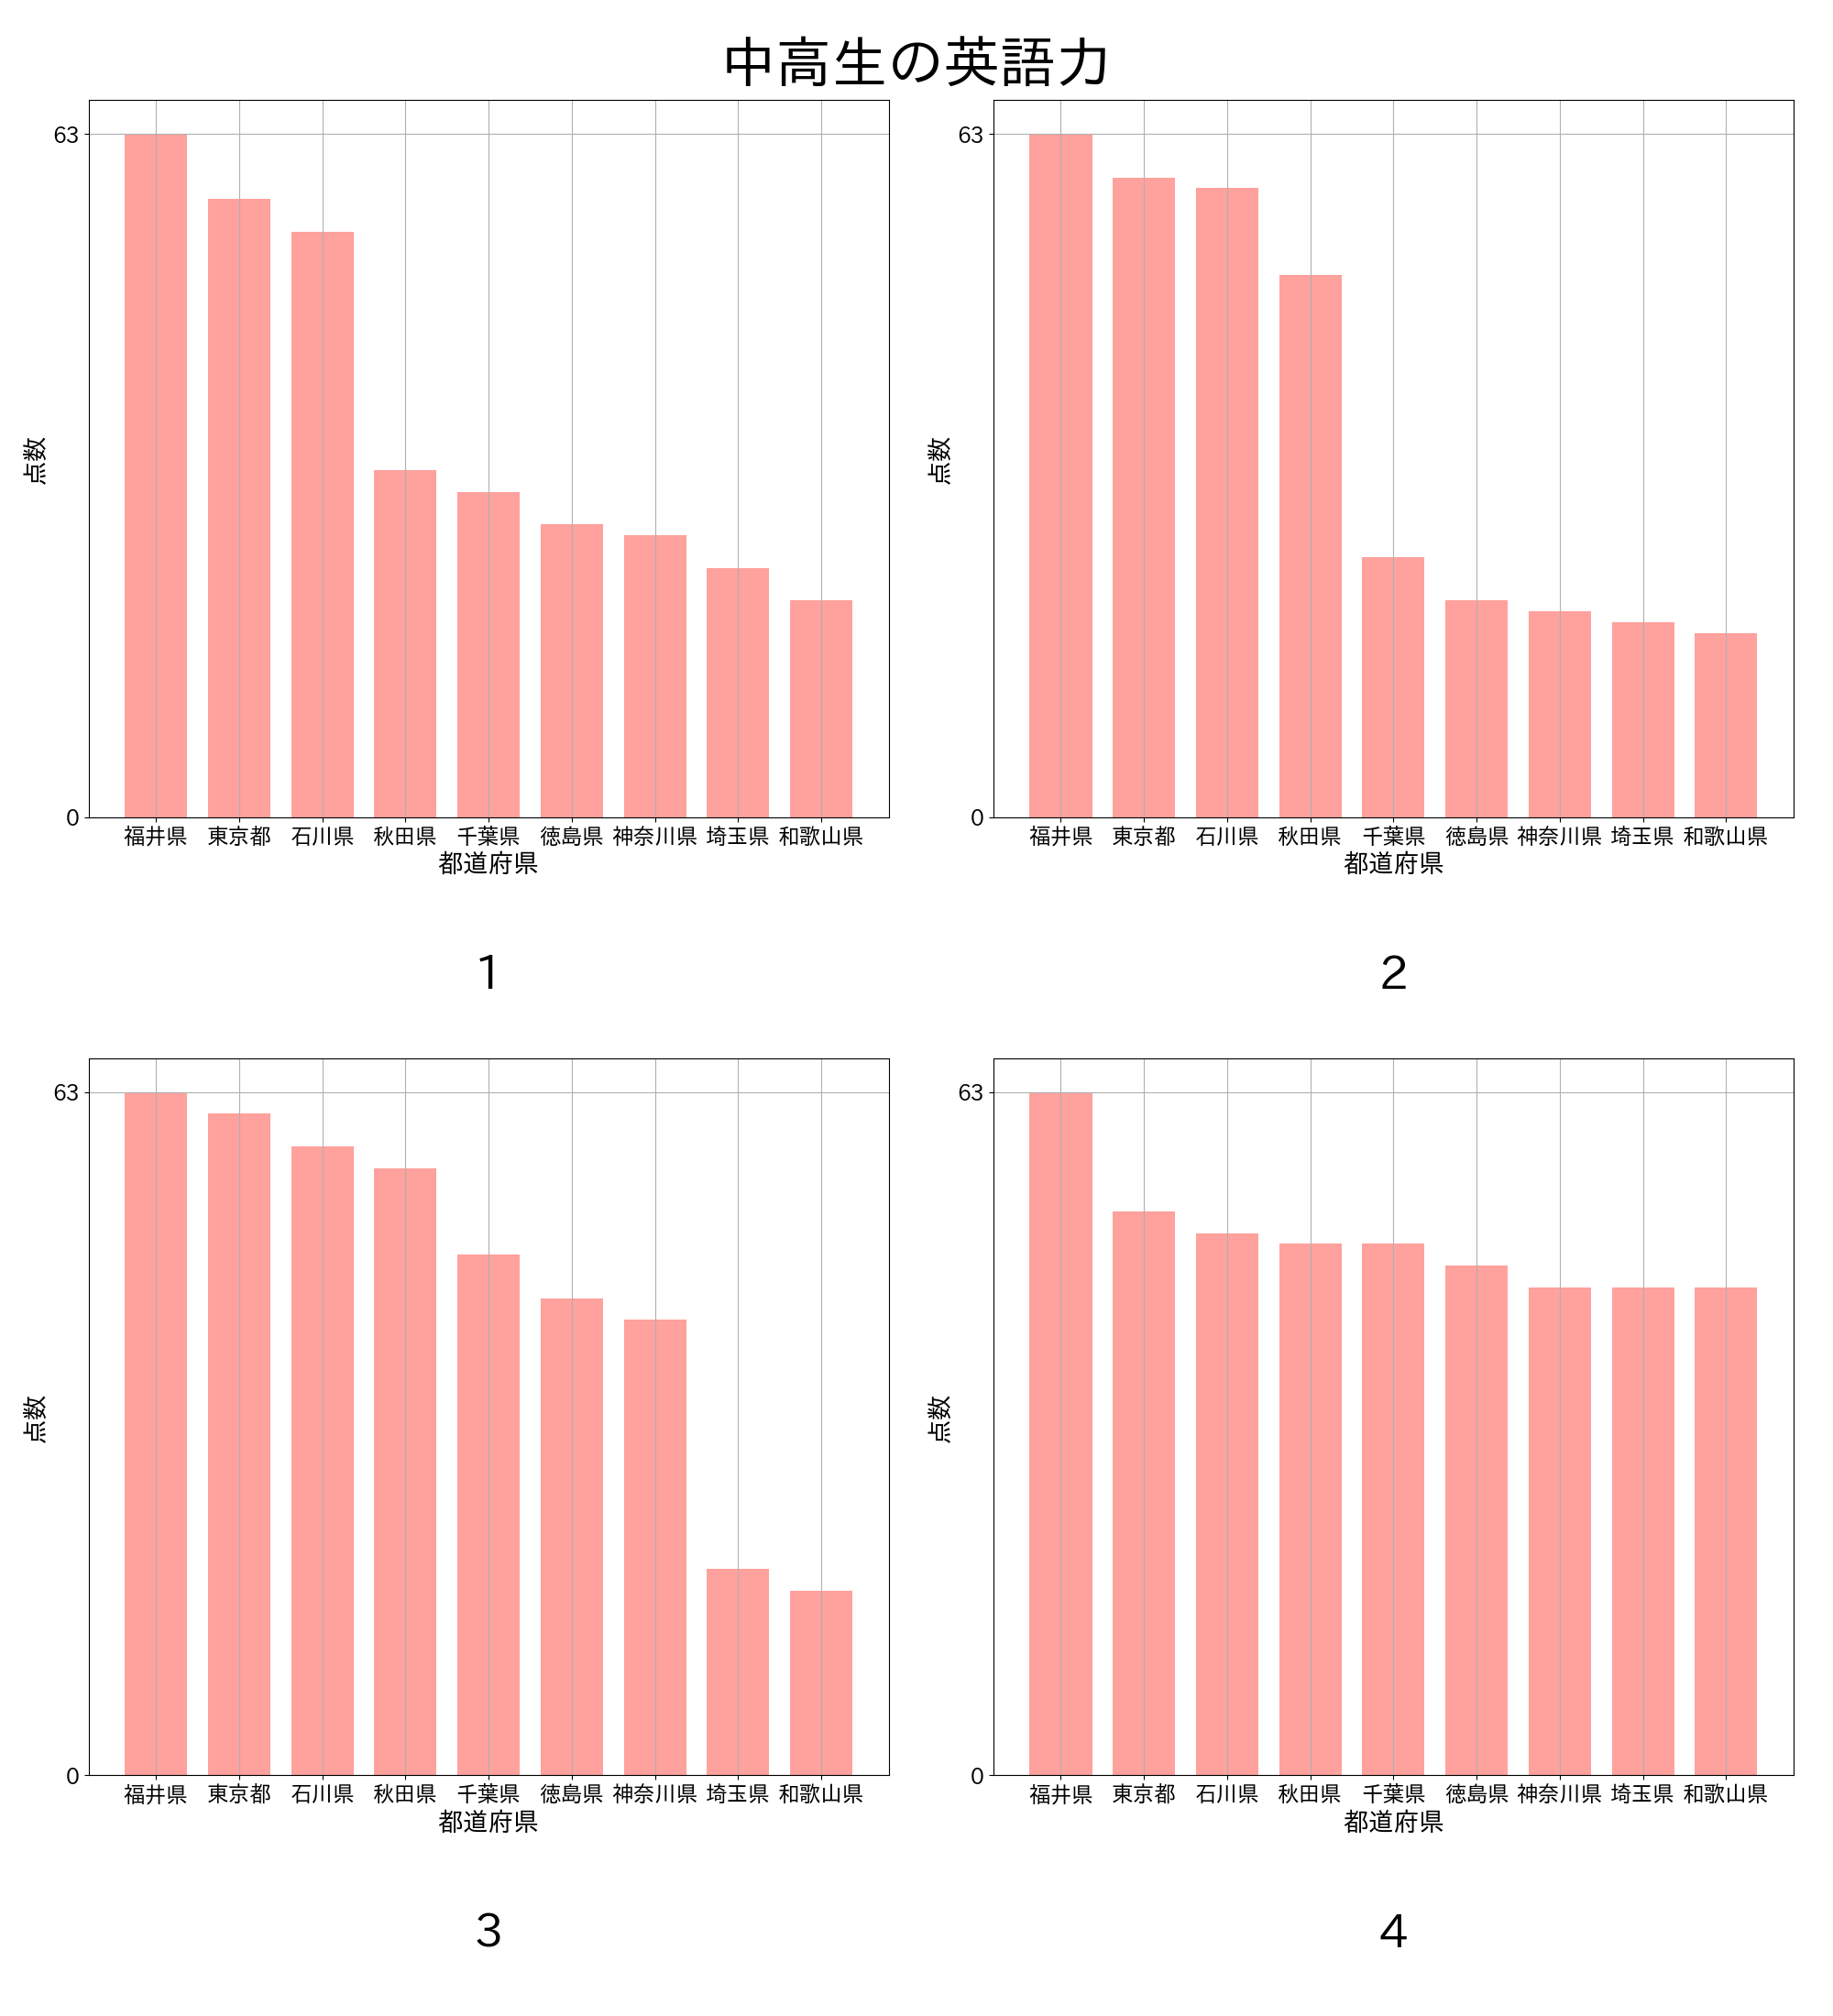 中高生の英語力
63
0
点数
福井県 東京都 石川県 秋田県 千葉県 徳島県 神奈川県 埼玉県 和歌山県
都道府県
1
63
0
点数
福井県 東京都 石川県 秋田県 千葉県 徳島県 神奈川県 埼玉県 和歌山県
都道府県
2
63
0
点数
福井県 東京都 石川県 秋田県 千葉県 徳島県 神奈川県 埼玉県 和歌山県
都道府県
3
63
0
点数
福井県 東京都 石川県 秋田県 千葉県 徳島県 神奈川県 埼玉県 和歌山県
都道府県
4